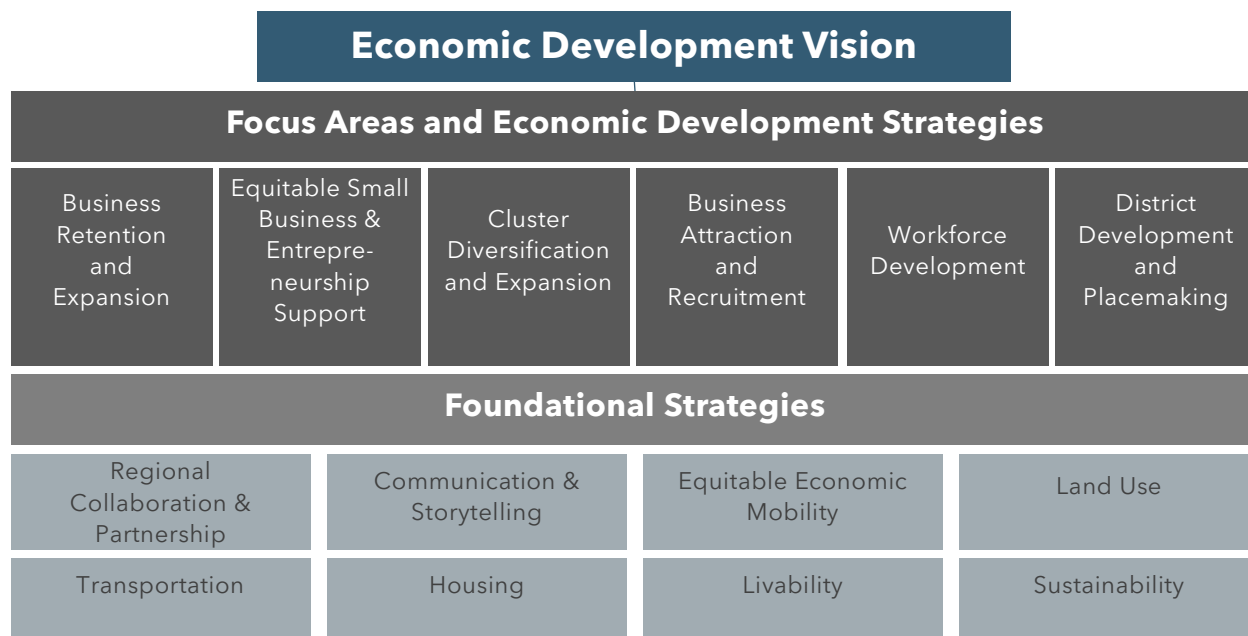 Economic Development Vision
Focus Areas and Economic Development Strategies
Business
Retention
and
Expansion
Equitable Small
Business &
Entrepre-
neurship
Support
Cluster
Diversification
and Expansion
Business
Attraction
and
Recruitment
Workforce
Development
District
Development
and
Placemaking
Foundational Strategies
Regional
Collaboration &
Partnership
Communication &
Storytelling
Equitable Economic
Mobility
Land Use
Transportation
Housing
Livability
Sustainability